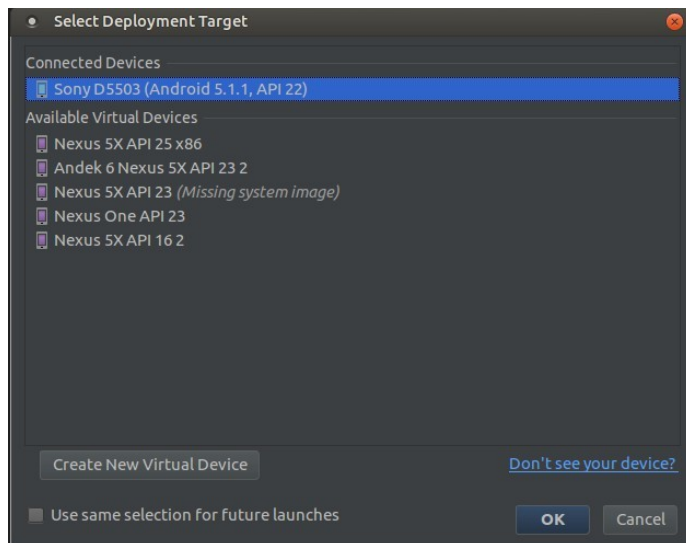 Select Deployment Target
Connected Devices
Sony D5503 (Android 5.1.1, API 22)
Available Virtual Devices
Nexus 5X API 25 x86
Andek 6 Nexus 5X API 23 2
Nexus 5X API 23 (Missing system image)
Nexus One API 23
Nexus 5X API 16 2
Create New Virtual Device
Don't see your device?
Use same selection for future launches
OK
Cancel